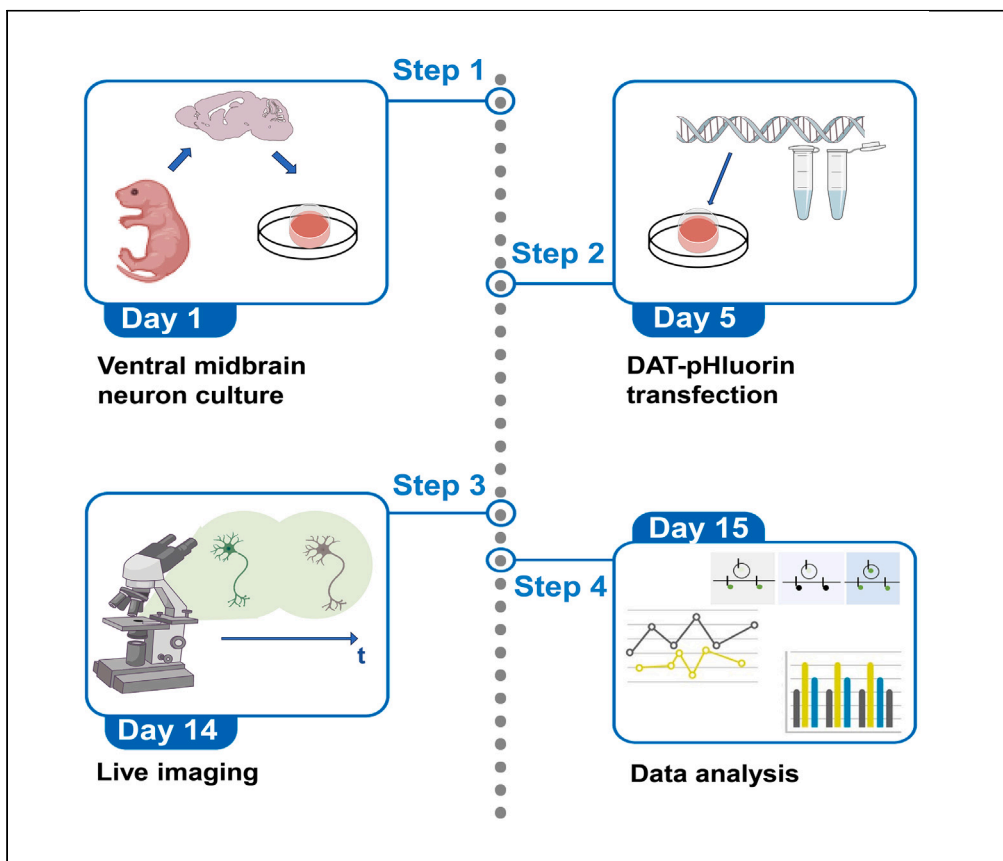 Step 1
Day 1
Ventral midbrain
neuron culture
Step 2
Day 5
DAT-pHluorin
transfection
Step 3
t
Day 14
Live imaging
Day 15
Step 4
Data analysis